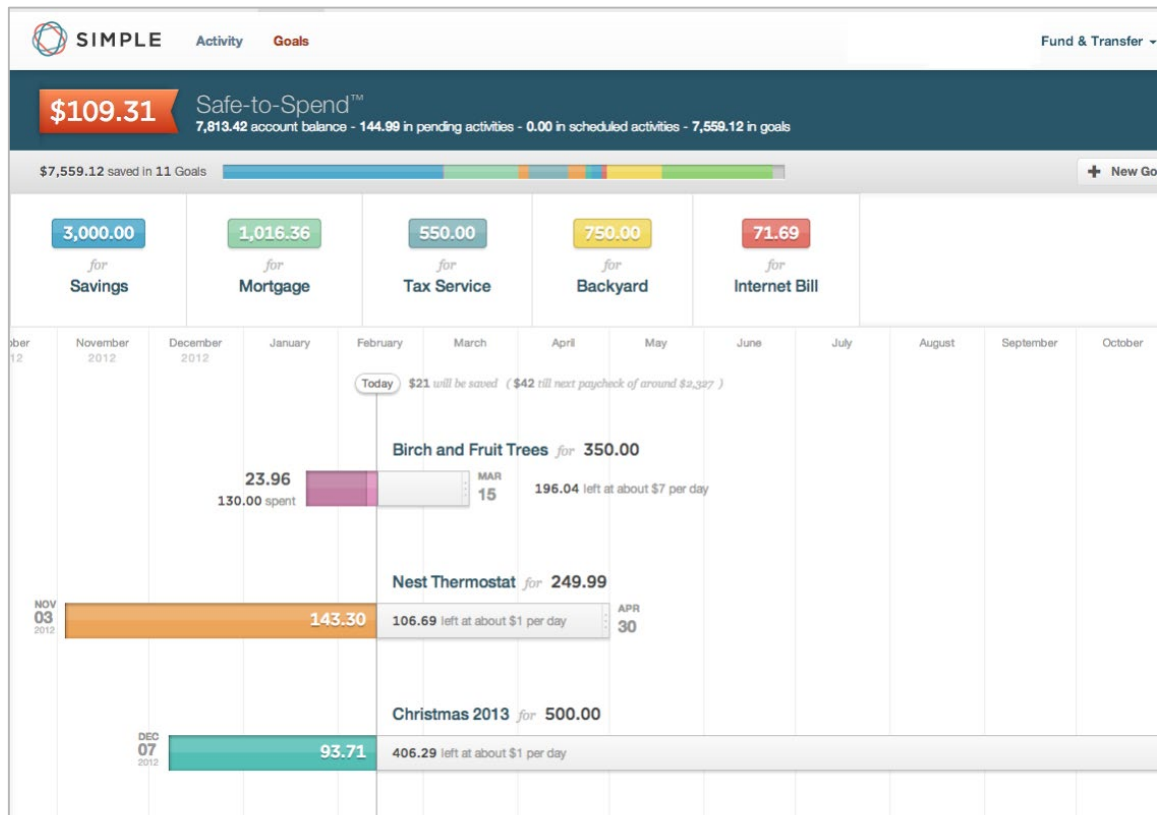 SIMPLE Activity Goals Fund & Transfer
$109.31 Safe-to-Spend™
7,813.42 account balance - 144.99 in pending activities - 0.00 in scheduled activities - 7,559.12 in goals
$7,559.12 saved in 11 Goals + New Go
3,000.00 1,016.36 550.00 750.00 71.69
for for for for for
Savings Mortgage Tax Service Backyard Internet Bill
ober November December January February March April May June July August September October
12 2012 2012
Today $21 will be saved ( $42 till next paycheck of around $2,327 )
Birch and Fruit Trees for 350.00
23.96 MAR
130.00 spent 15 196.04 left at about $7 per day
Nest Thermostat for 249.99
NOV APR
03 143.30 106.69 left at about $1 per day 30
2012
Christmas 2013 for 500.00
DEC
07 93.71 406.29 left at about $1 per day
2012